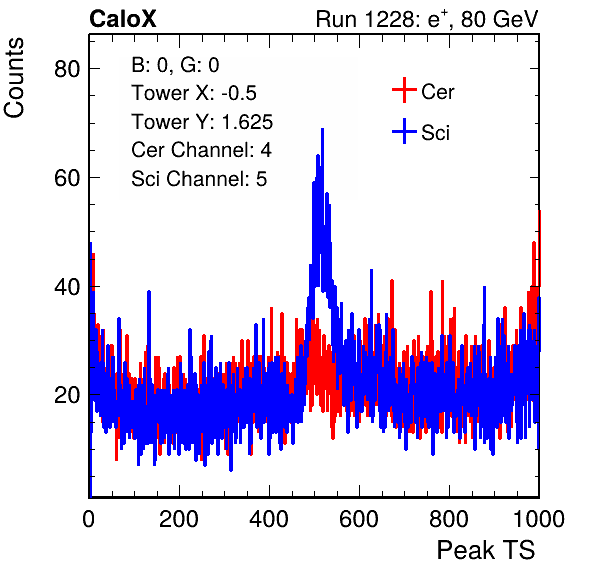 CaloX Run 1228: e⁺, 80 GeV
Counts
80
60
40
20
B: 0, G: 0
Tower X: -0.5
Tower Y: 1.625
Cer Channel: 4
Sci Channel: 5
Cer
Sci
0 200 400 600 800 1000
Peak TS